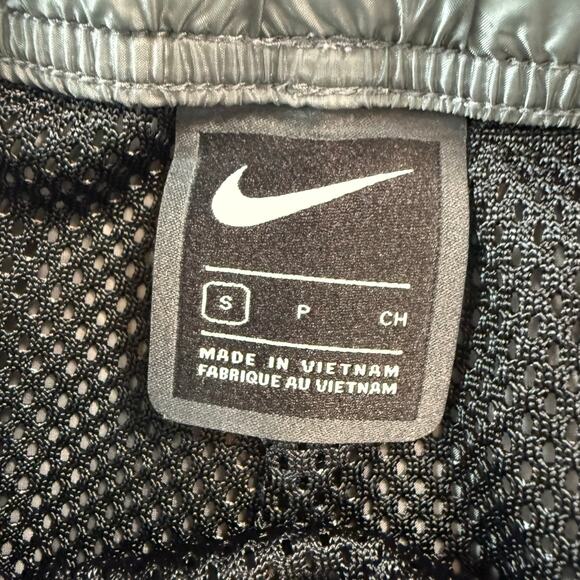 S P CH
MADE IN VIETNAM
FABRIQUE AU VIETNAM